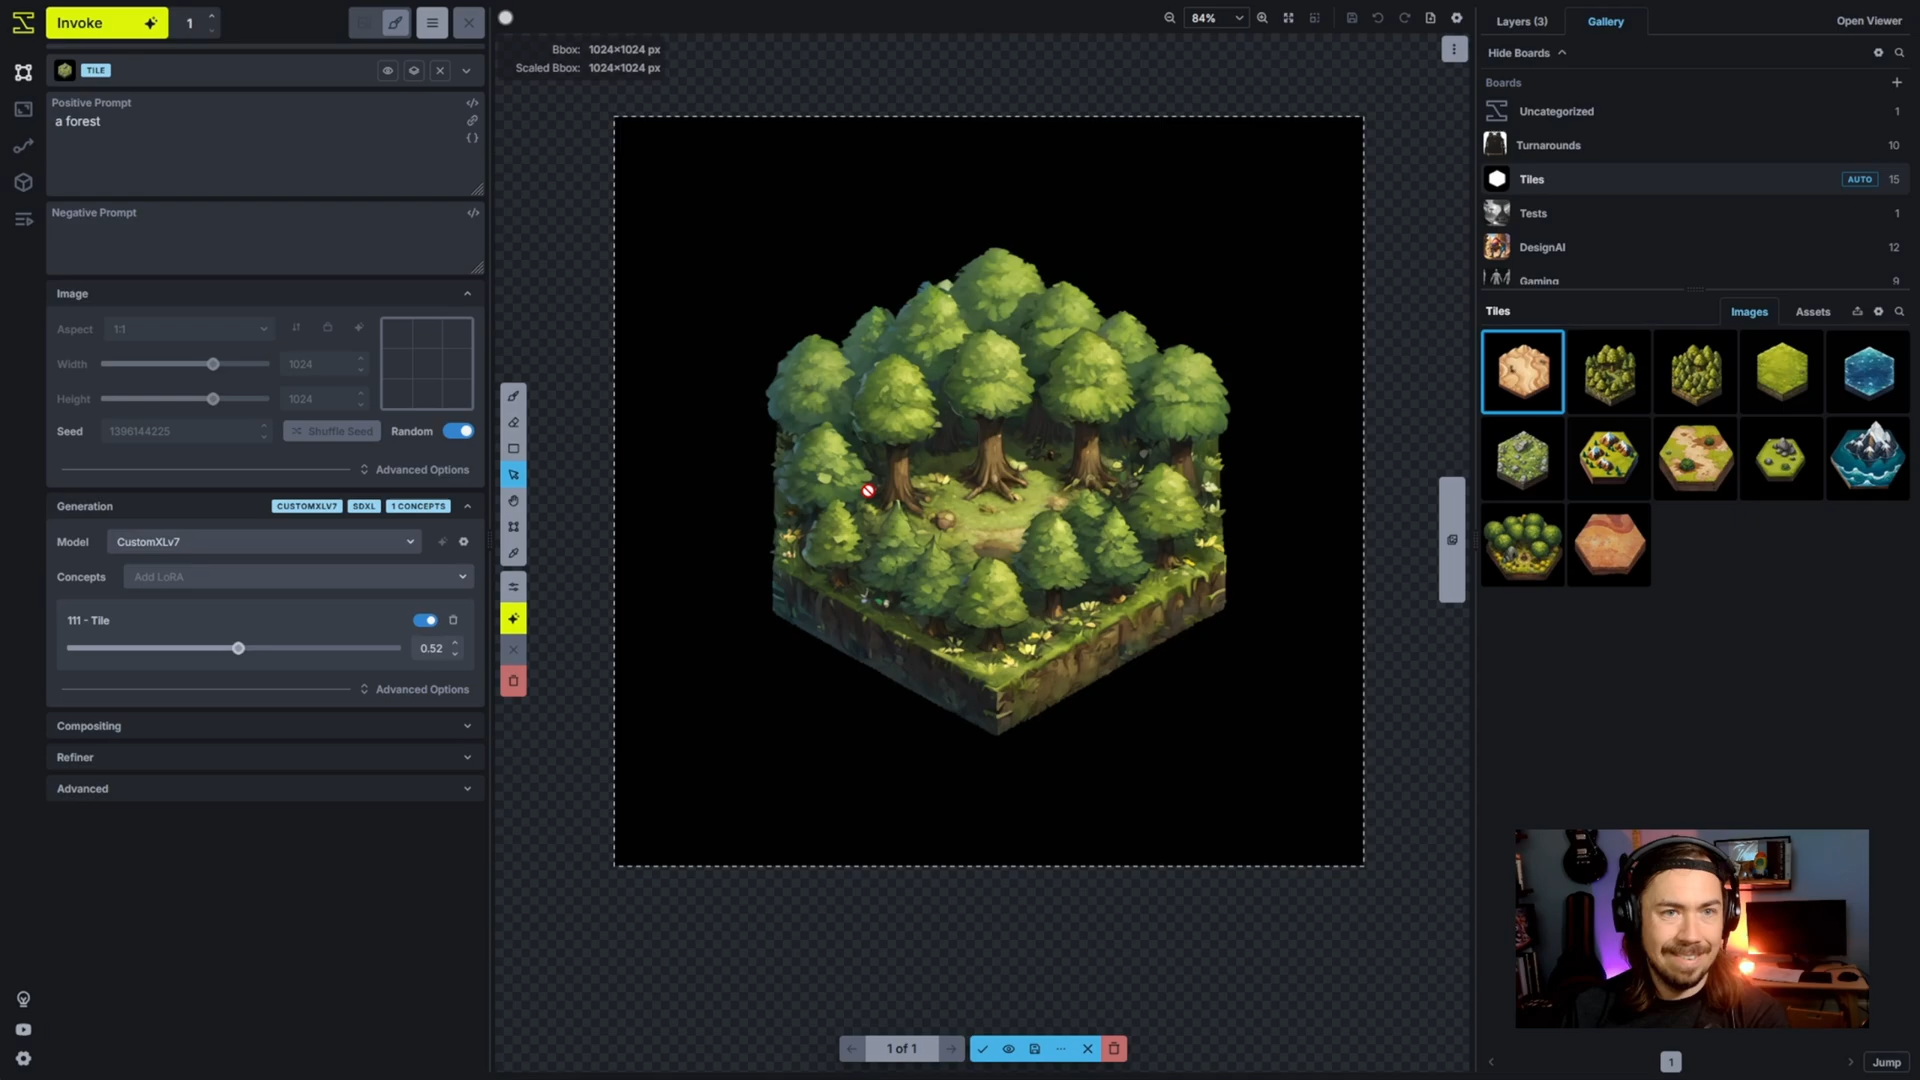 Invoke
1
84%
Layers (3)
Gallery
Open Viewer
Bbox: 1024×1024 px
Scaled Bbox: 1024×1024 px
TILE
Positive Prompt
a forest
Negative Prompt
Image
Aspect
1:1
Width
1024
Height
1024
Seed
1396144225
Shuffle Seed
Random
Advanced Options
Generation
CUSTOMXLV7
SDXL
1 CONCEPTS
Model
CustomXLv7
Concepts
Add LoRA
111 - Tile
0.52
Advanced Options
Compositing
Refiner
Advanced
1 of 1
Hide Boards
Boards
Uncategorized
1
Turnarounds
10
Tiles
AUTO
15
Tests
1
DesignAI
12
Gaming
9
Tiles
Images
Assets
1
Jump